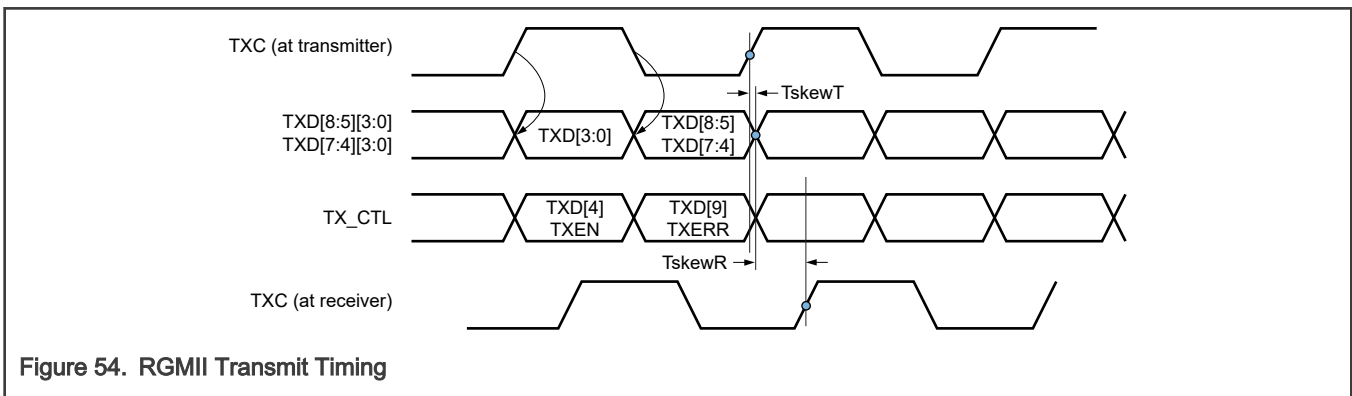 TXC (at transmitter)
TskewT
TXD[8:5][3:0]
TXD[7:4][3:0]
TXD[3:0]
TXD[8:5]
TXD[7:4]
TX_CTL
TXD[4]
TXEN
TXD[9]
TXERR
TskewR
TXC (at receiver)
Figure 54. RGMII Transmit Timing